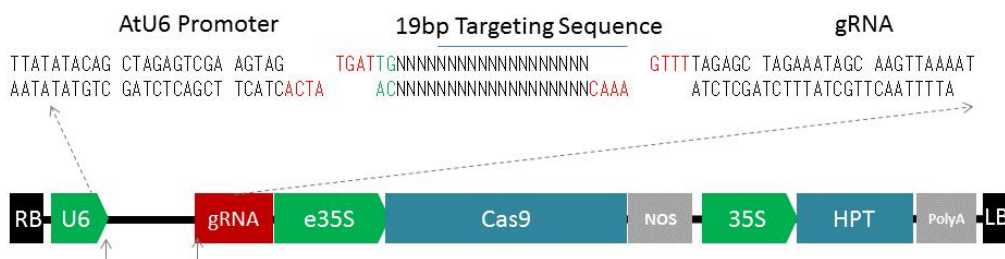 AtU6 Promoter 19bp Targeting Sequence gRNA
TTATATACAG CTAGAGTCGA AGTAG TGATTGNNNNNNNNNNNNNNNNNNN GTTTTAGAGC TAGAAATAGC AAGTTAAAAT
AATATATGTC GATCTCAGCT TCATCACTA ACNNNNNNNNNNNNNNNNNNNCAAA ATCTCGATCTTTATCGTTCAATTTTA
RB U6 gRNA e35S Cas9 NOS 35S HPT PolyA LB